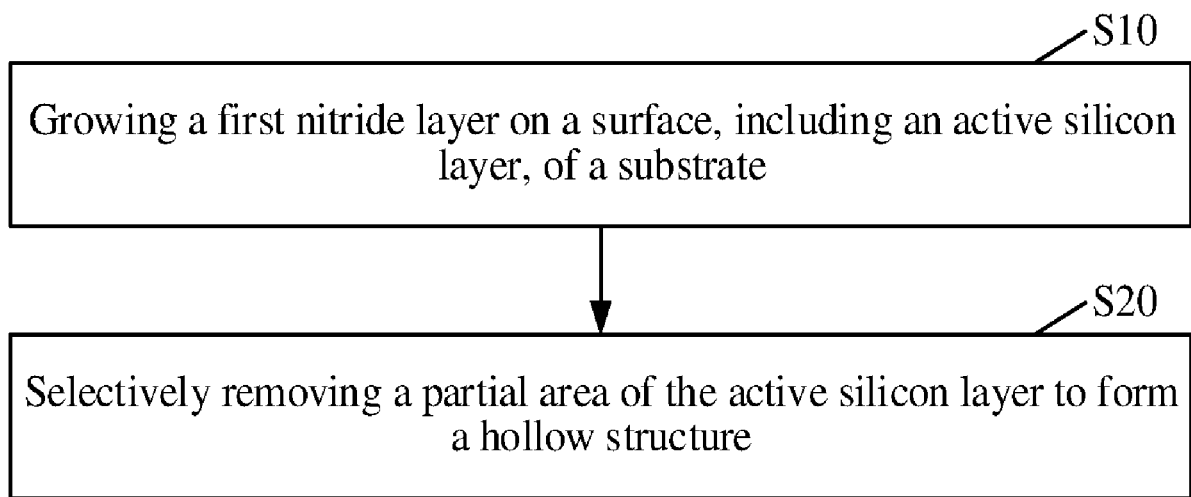 S10
Growing a first nitride layer on a surface, including an active silicon
layer, of a substrate
S20
Selectively removing a partial area of the active silicon layer to form
a hollow structure